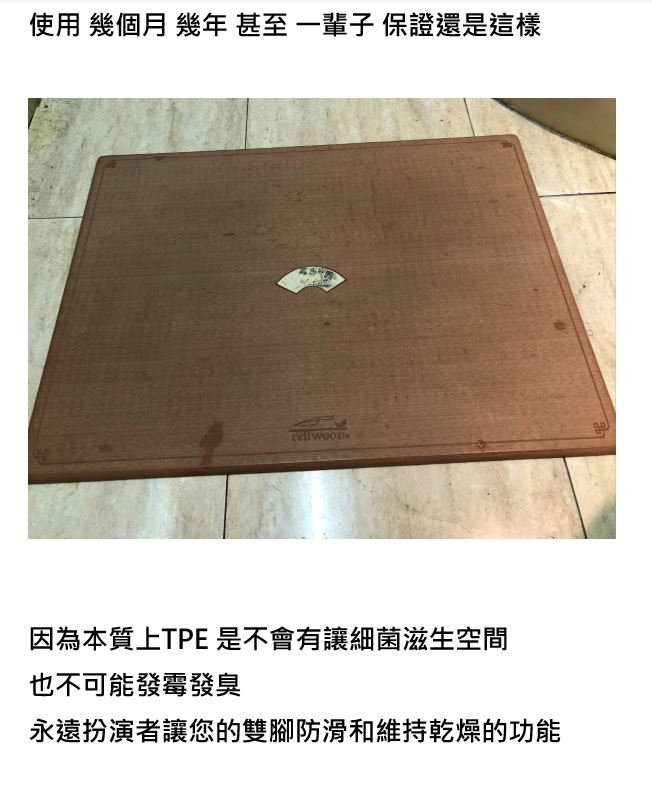 使用 幾個月 幾年 甚至 一輩子 保證還是這樣
cellwood®
因為本質上TPE 是不會有讓細菌滋生空間
也不可能發霉發臭
永遠扮演者讓您的雙腳防滑和維持乾燥的功能